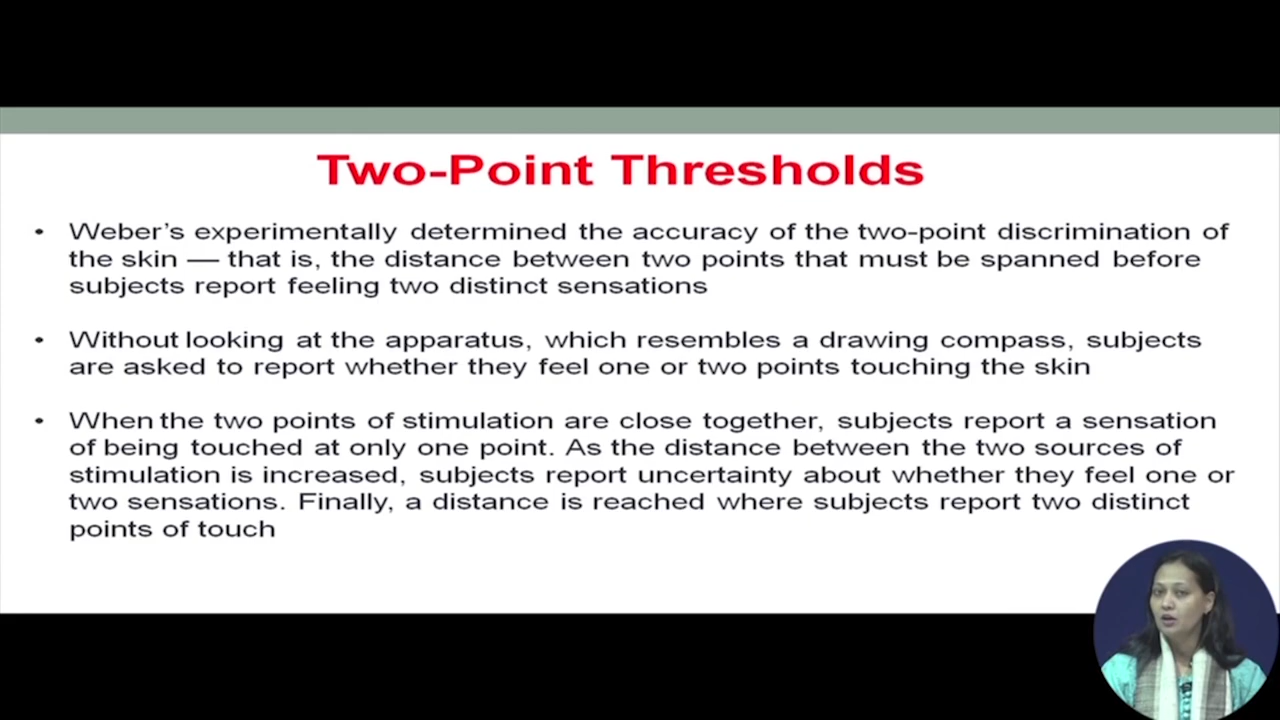 Two-Point Thresholds
• Weber's experimentally determined the accuracy of the two-point discrimination of
the skin — that is, the distance between two points that must be spanned before
subjects report feeling two distinct sensations
• Without looking at the apparatus, which resembles a drawing compass, subjects
are asked to report whether they feel one or two points touching the skin
• When the two points of stimulation are close together, subjects report a sensation
of being touched at only one point. As the distance between the two sources of
stimulation is increased, subjects report uncertainty about whether they feel one or
two sensations. Finally, a distance is reached where subjects report two distinct
points of touch